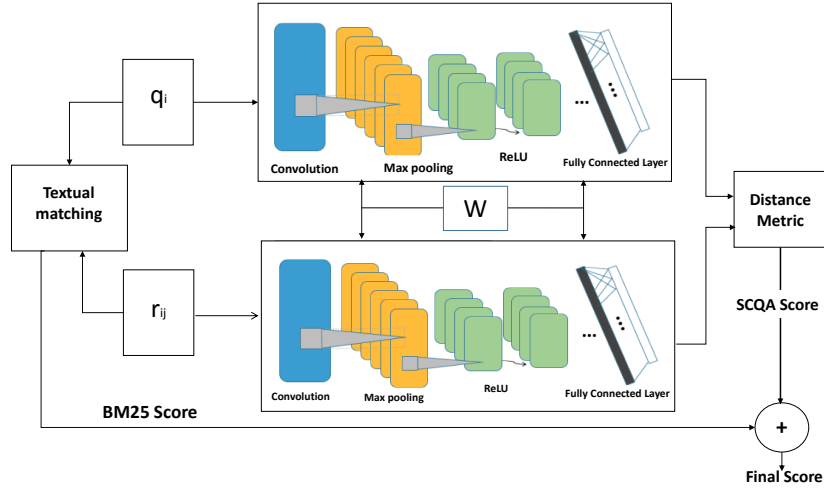 qi
Convolution
Max pooling
ReLU
...
Fully Connected Layer
Textual
matching
W
Distance
Metric
rij
Convolution
Max pooling
ReLU
...
Fully Connected Layer
SCQA Score
BM25 Score
+
Final Score